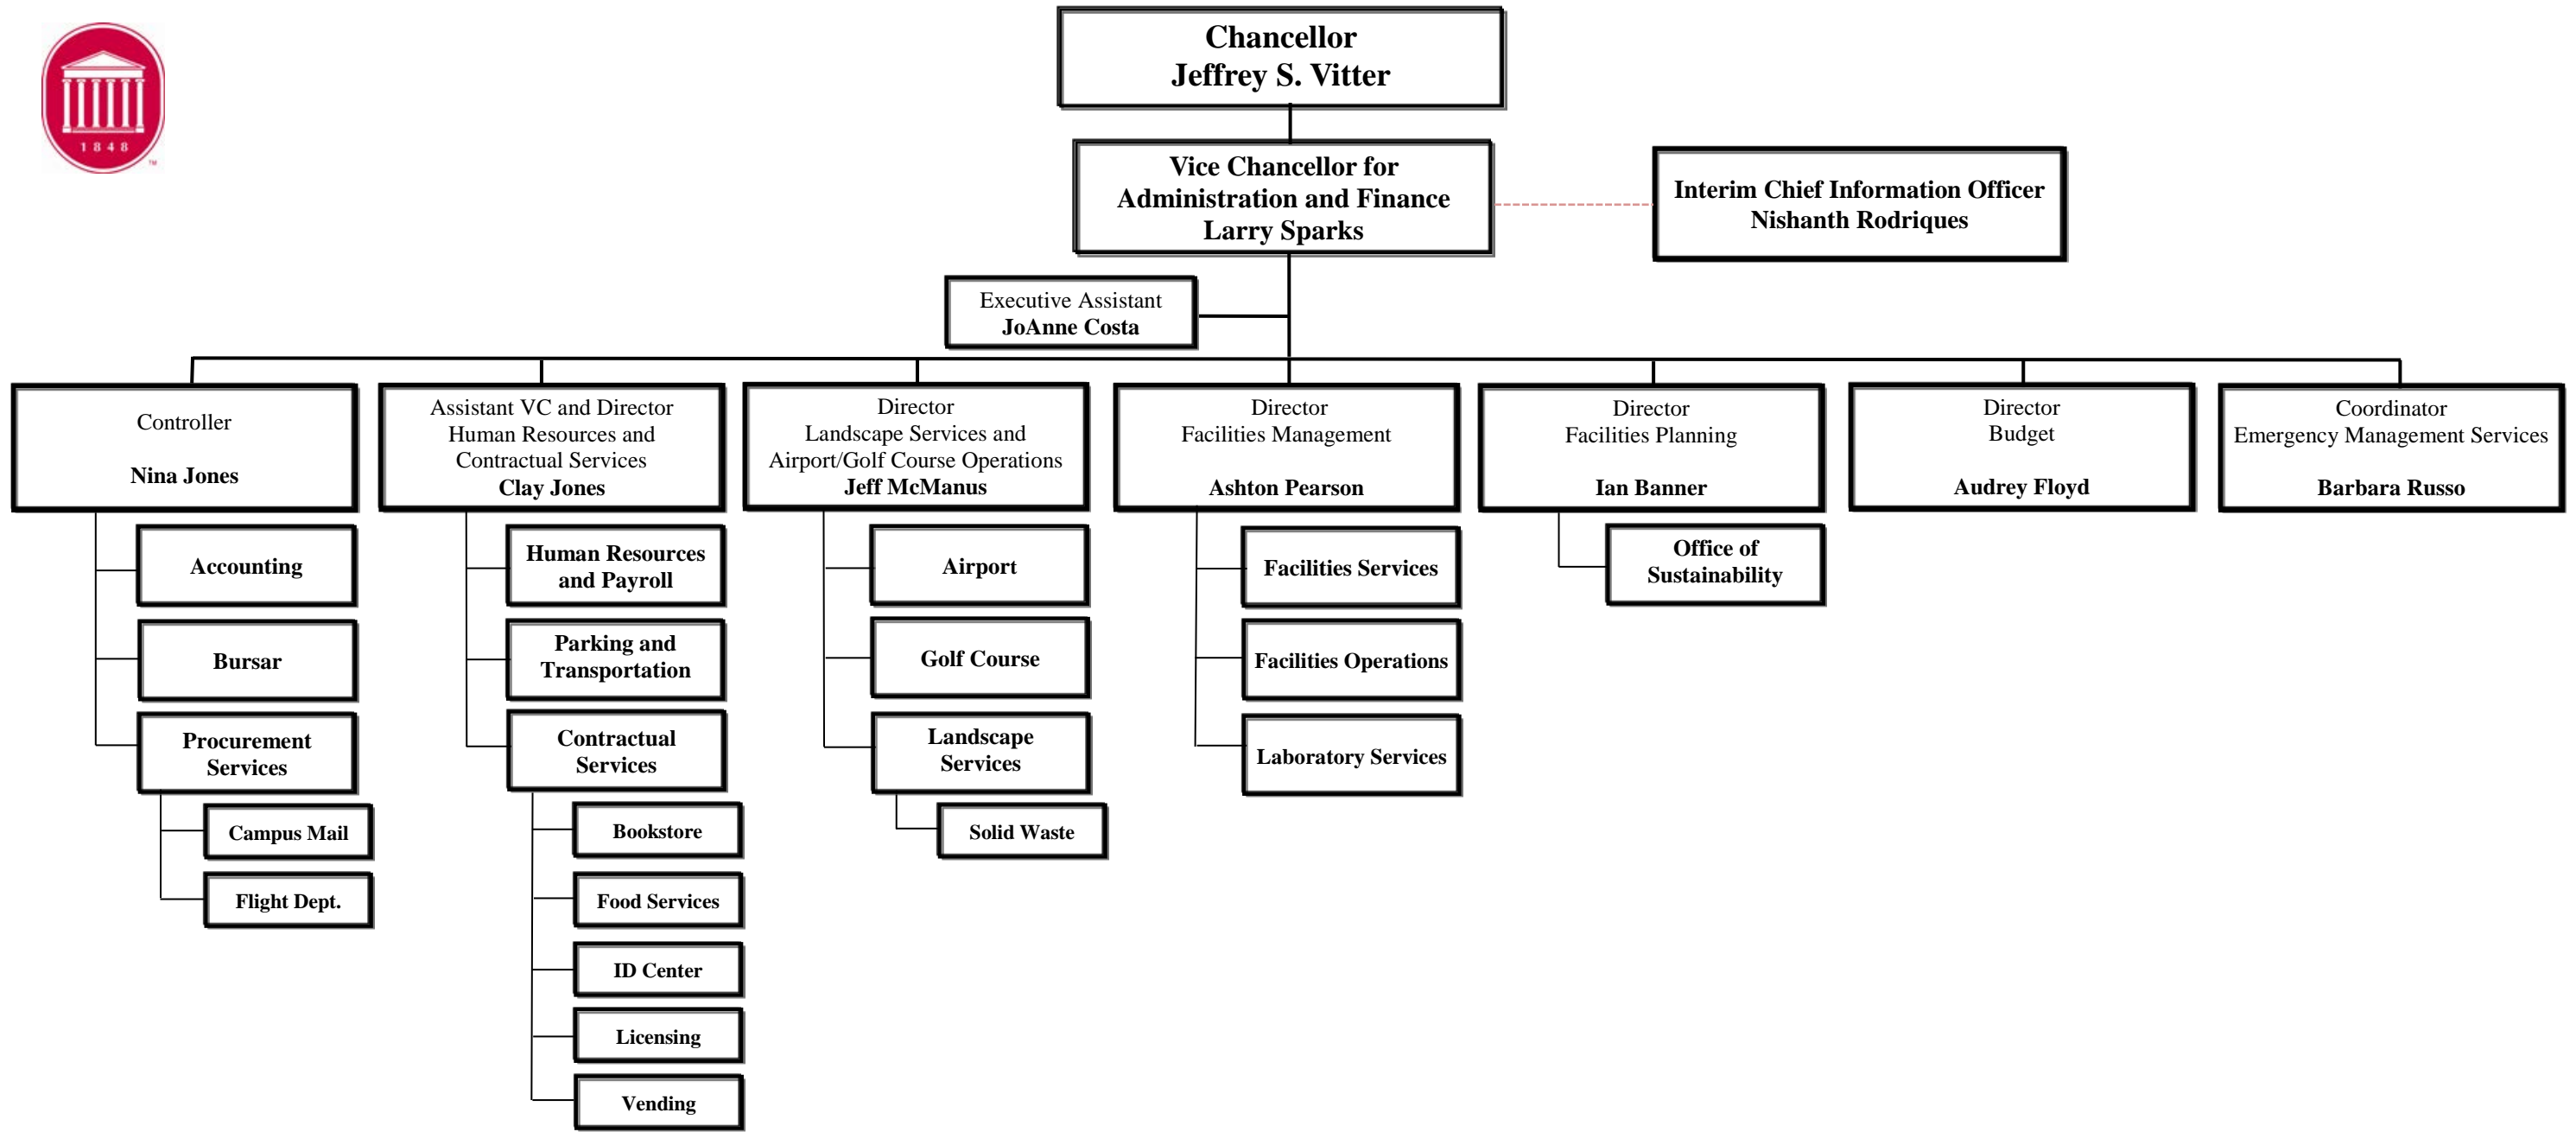 1848
TM
Chancellor
Jeffrey S. Vitter
Vice Chancellor for
Administration and Finance
Larry Sparks
Interim Chief Information Officer
Nishanth Rodriques
Executive Assistant
JoAnne Costa
Controller
Nina Jones
Assistant VC and Director
Human Resources and
Contractual Services
Clay Jones
Director
Landscape Services and
Airport/Golf Course Operations
Jeff McManus
Director
Facilities Management
Ashton Pearson
Director
Facilities Planning
Ian Banner
Director
Budget
Audrey Floyd
Coordinator
Emergency Management Services
Barbara Russo
Accounting
Bursar
Procurement
Services
Campus Mail
Flight Dept.
Human Resources
and Payroll
Parking and
Transportation
Contractual
Services
Bookstore
Food Services
ID Center
Licensing
Vending
Airport
Golf Course
Landscape
Services
Solid Waste
Facilities Services
Facilities Operations
Laboratory Services
Office of
Sustainability